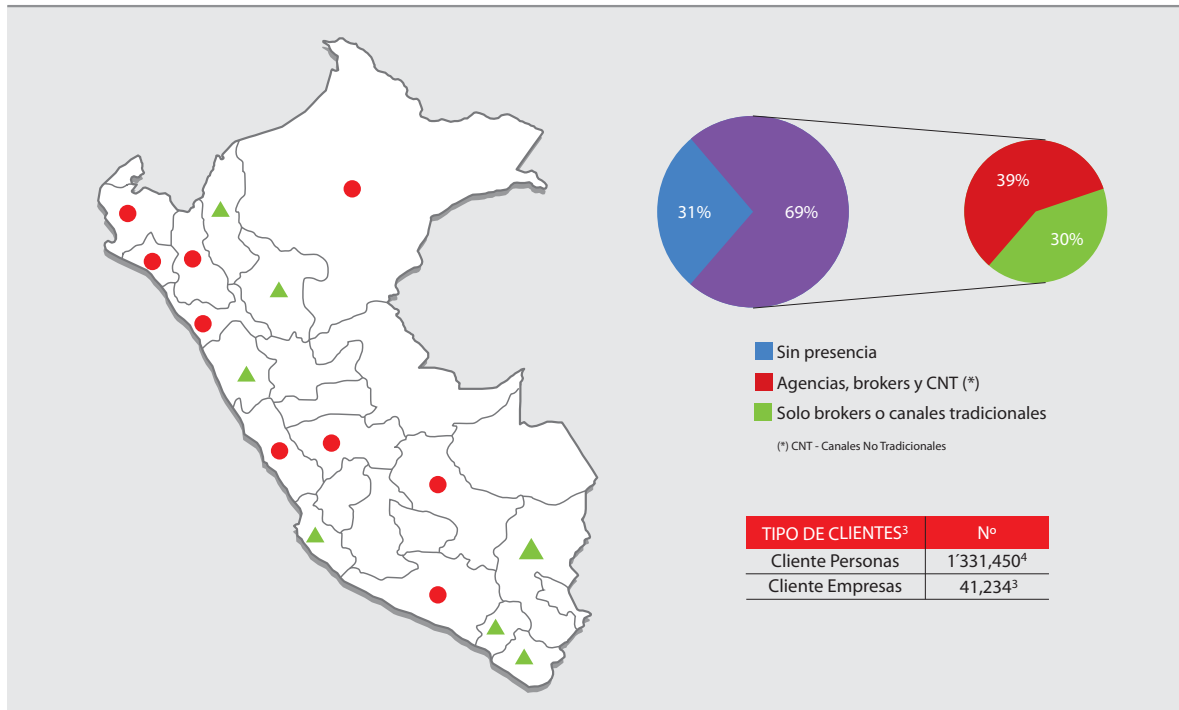 31%
69%
39%
30%
Sin presencia
Agencias, brokers y CNT (*)
Solo brokers o canales tradicionales
(*) CNT - Canales No Tradicionales
TIPO DE CLIENTES³ Nº
Cliente Personas 1´331,450⁴
Cliente Empresas 41,234³